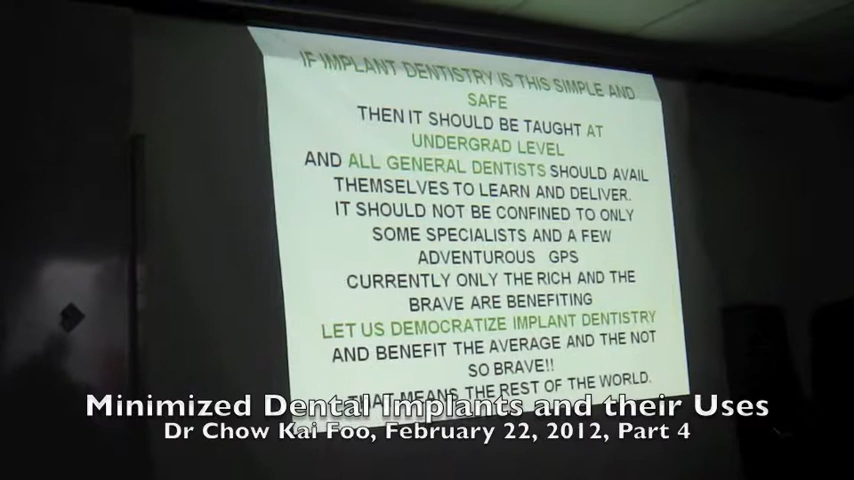 IF IMPLANT DENTISTRY IS THIS SIMPLE AND
SAFE
THEN IT SHOULD BE TAUGHT AT
UNDERGRAD LEVEL
AND ALL GENERAL DENTISTS SHOULD AVAIL
THEMSELVES TO LEARN AND DELIVER.
IT SHOULD NOT BE CONFINED TO ONLY
SOME SPECIALISTS AND A FEW
ADVENTUROUS GPS
CURRENTLY ONLY THE RICH AND THE
BRAVE ARE BENEFITING
LET US DEMOCRATIZE IMPLANT DENTISTRY
AND BENEFIT THE AVERAGE AND THE NOT
SO BRAVE!!
THAT MEANS THE REST OF THE WORLD.
Minimized Dental Implants and their Uses
Dr Chow Kai Foo, February 22, 2012, Part 4